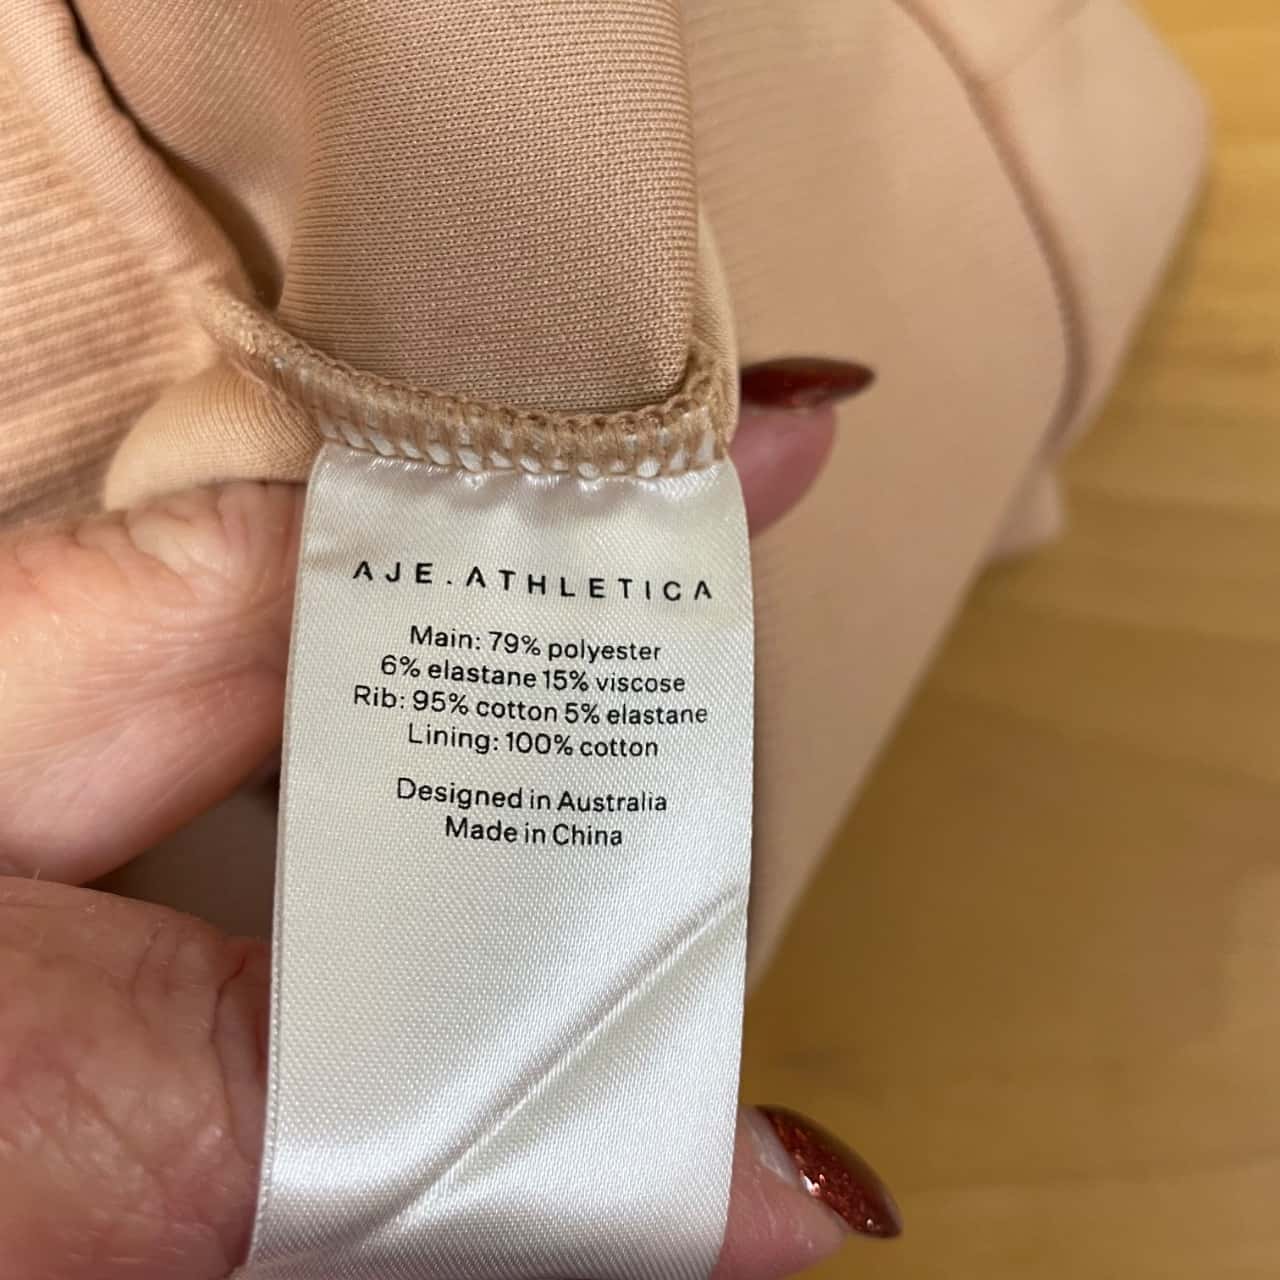 AJE.ATHLETICA
Main: 79% polyester
6% elastane 15% viscose
Rib: 95% cotton 5% elastane
Lining: 100% cotton
Designed in Australia
Made in China